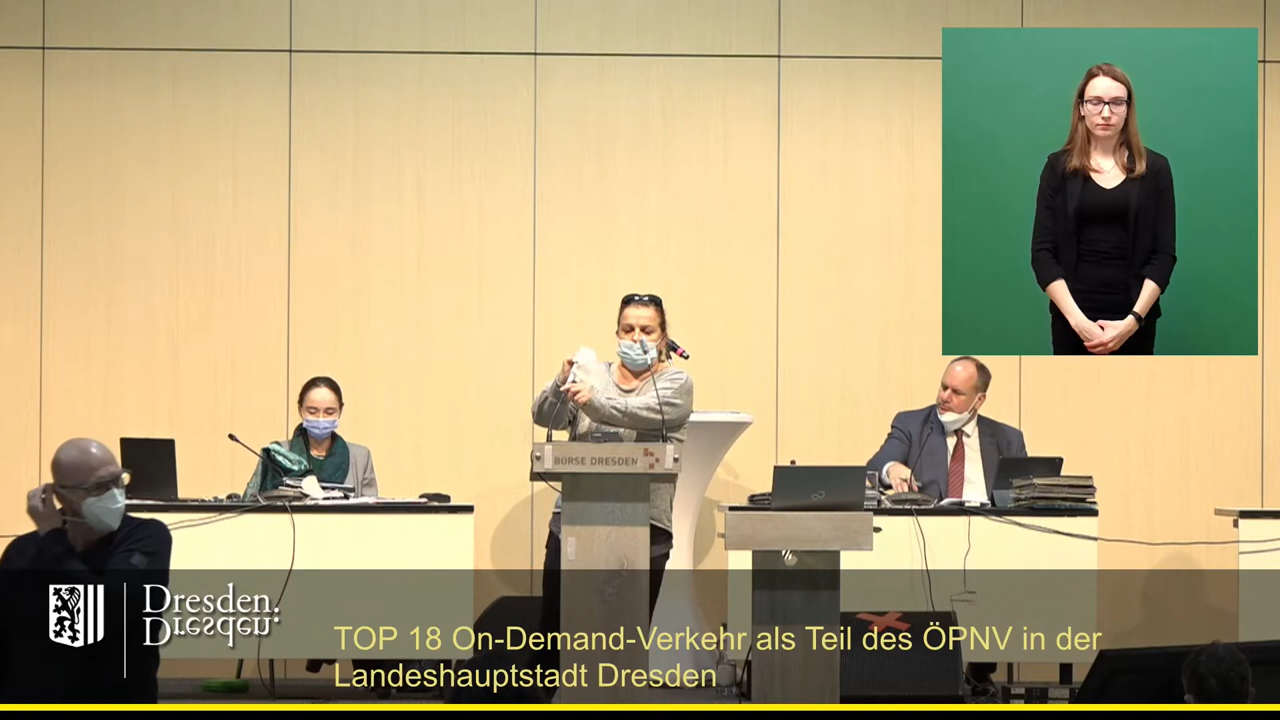 BÖRSE DRESDEN
Dresden.
Dresden.
TOP 18 On-Demand-Verkehr als Teil des ÖPNV in der
Landeshauptstadt Dresden